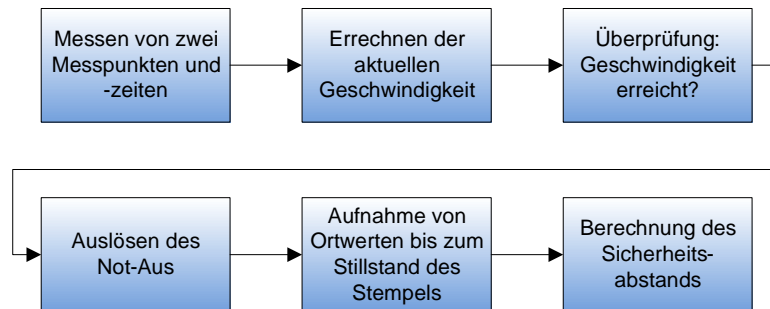 Messen von zwei
Messpunkten und
-zeiten
Errechnen der
aktuellen
Geschwindigkeit
Überprüfung:
Geschwindigkeit
erreicht?
Auslösen des
Not-Aus
Aufnahme von
Ortwerten bis zum
Stillstand des
Stempels
Berechnung des
Sicherheits-
abstands